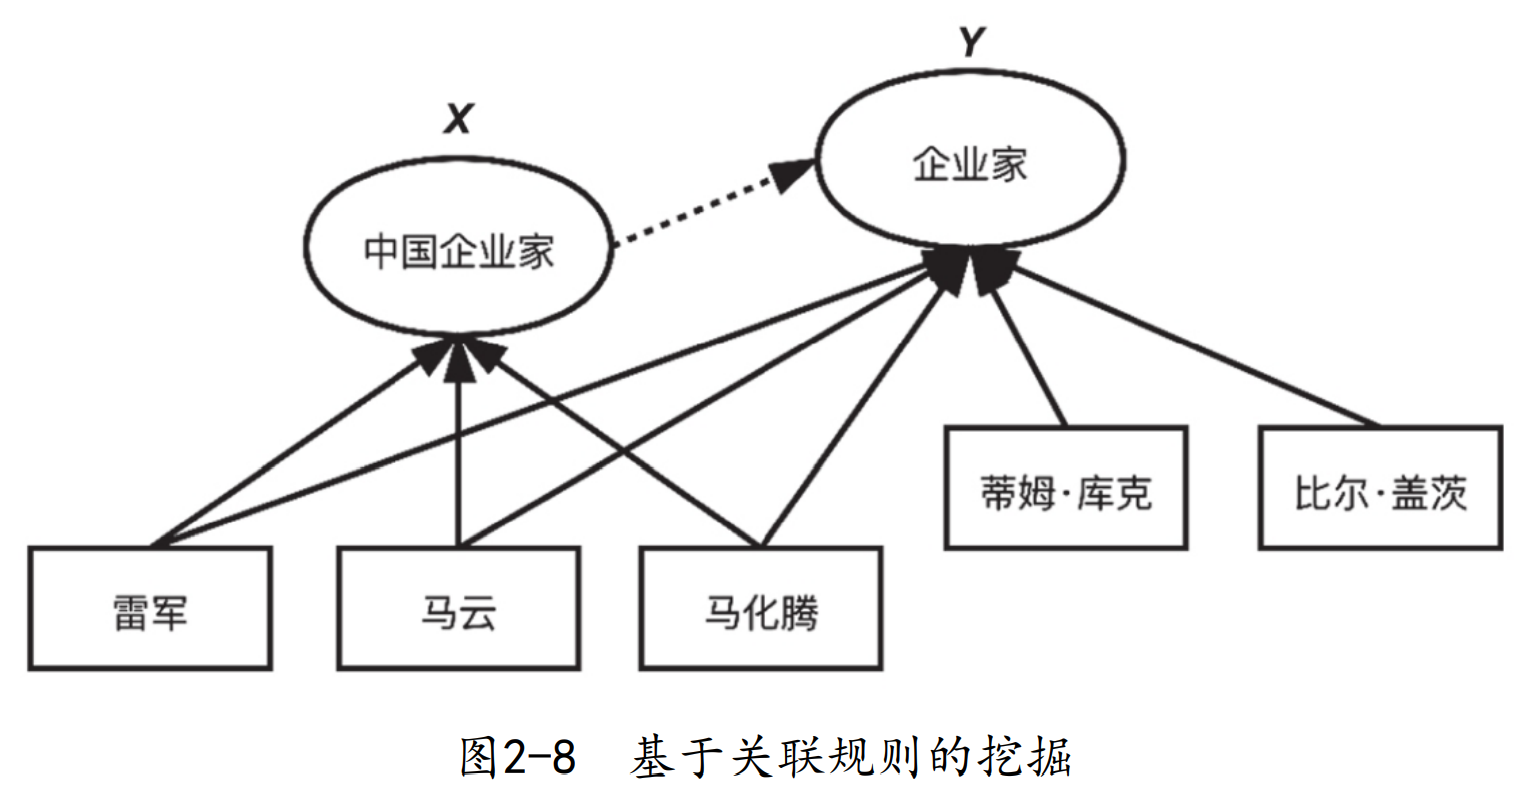 Y
X
企业家
中国企业家
蒂姆·库克
比尔·盖茨
雷军
马云
马化腾
图2-8 基于关联规则的挖掘